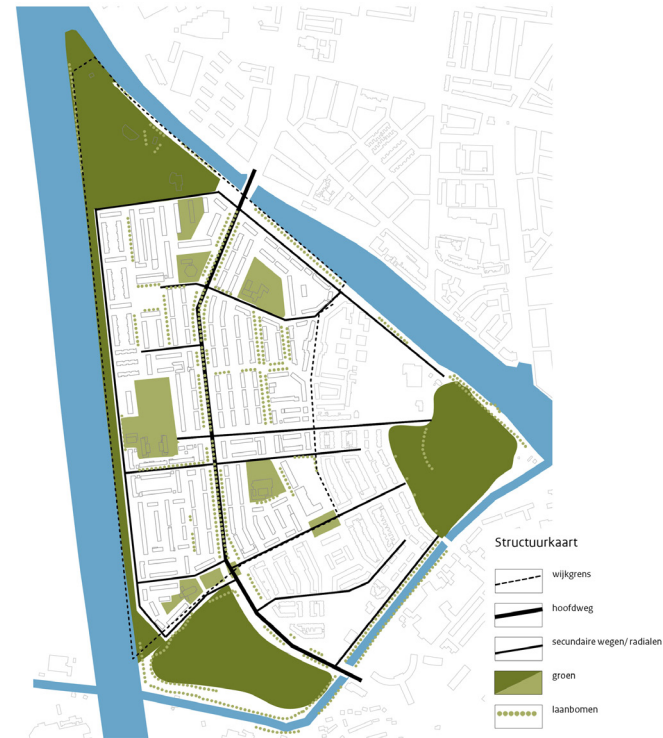 Structuurkaart
wijkgrens
hoofdweg
secundaire wegen/ radialen
groen
laanbomen